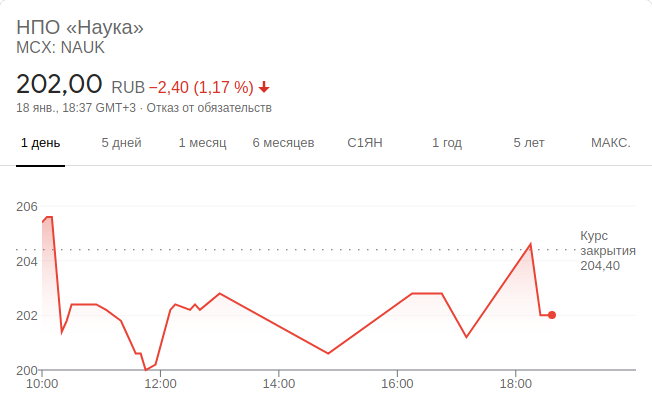 НПО «Наука»
MCX: NAUK
202,00 RUB −2,40 (1,17 %)
18 янв., 18:37 GMT+3 · Отказ от обязательств
1 день 5 дней 1 месяц 6 месяцев С1ЯН 1 год 5 лет МАКС.
206
204
202
200
Курс
закрытия
204,40
10:00 12:00 14:00 16:00 18:00